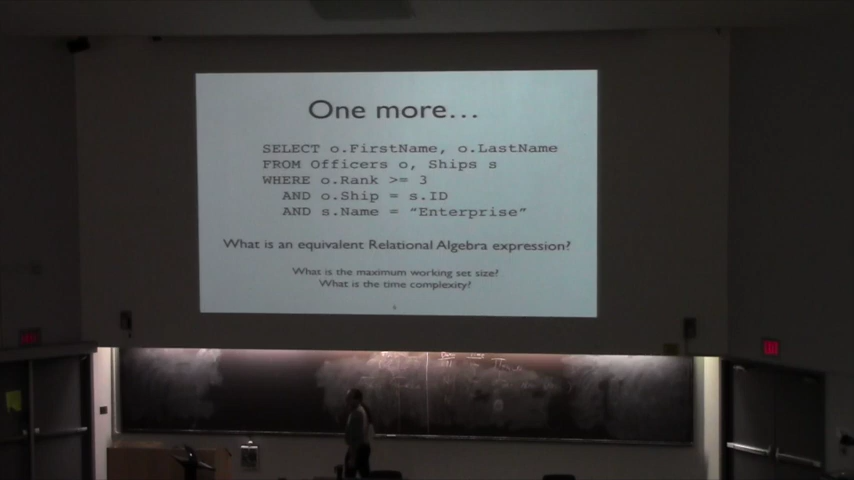 One more...
SELECT o.FirstName, o.LastName
FROM Officers o, Ships s
WHERE o.Rank >= 3
AND o.Ship = s.ID
AND s.Name = “Enterprise”
What is an equivalent Relational Algebra expression?
What is the maximum working set size?
What is the time complexity?